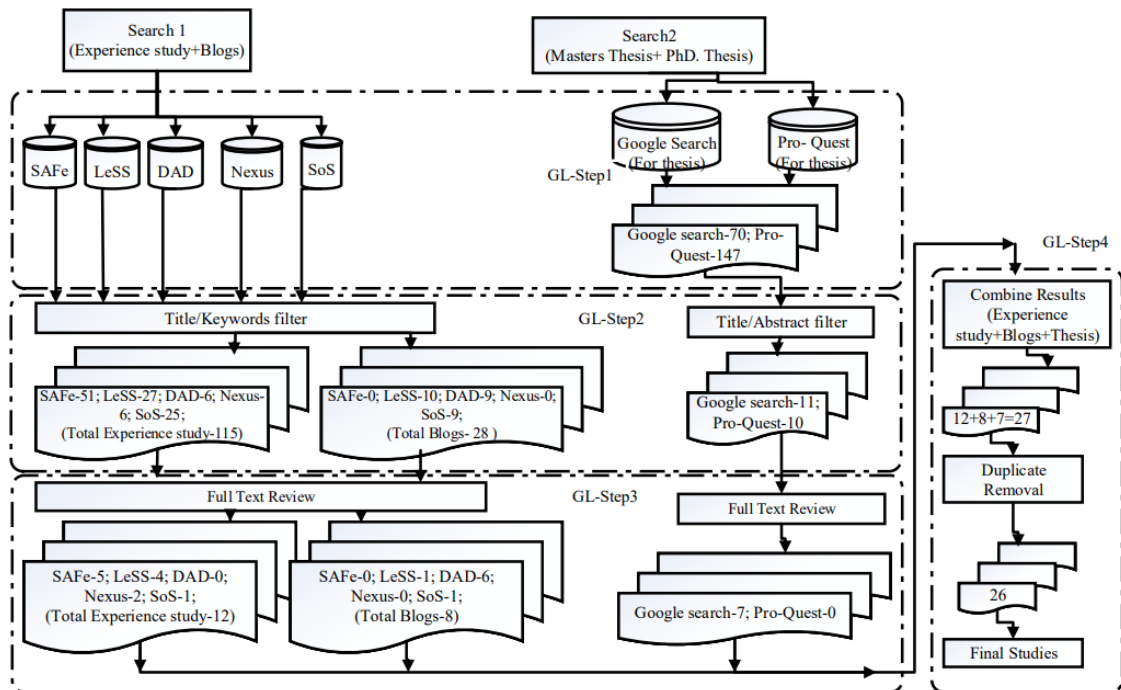 Search 1
(Experience study+Blogs)
Search2
(Masters Thesis+ PhD. Thesis)
SAFe
LeSS
DAD
Nexus
SoS
Google Search
(For thesis)
Pro- Quest
(For thesis)
GL-Step1
Google search-70; Pro-
Quest-147
GL-Step4
Title/Keywords filter
GL-Step2
Title/Abstract filter
SAFe-51; LeSS-27; DAD-6; Nexus-
6; SoS-25;
(Total Experience study-115)
SAFe-0; LeSS-10; DAD-9; Nexus-0;
SoS-9;
(Total Blogs- 28 )
Google search-11;
Pro-Quest-10
Combine Results
(Experience
study+Blogs+Thesis)
12+8+7=27
Duplicate
Removal
26
Final Studies
Full Text Review
GL-Step3
Full Text Review
SAFe-5; LeSS-4; DAD-0;
Nexus-2; SoS-1;
(Total Experience study-12)
SAFe-0; LeSS-1; DAD-6;
Nexus-0; SoS-1;
(Total Blogs-8)
Google search-7; Pro-Quest-0